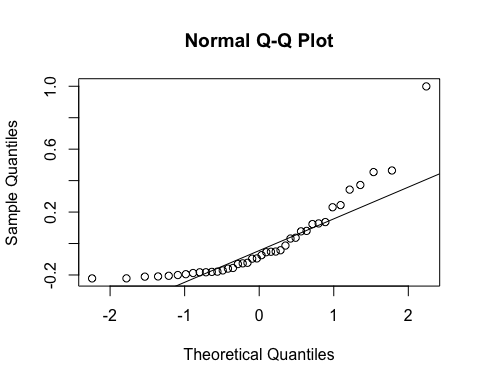 Normal Q-Q Plot
1.0
0.6
0.2
-0.2
Sample Quantiles
-2 -1 0 1 2
Theoretical Quantiles